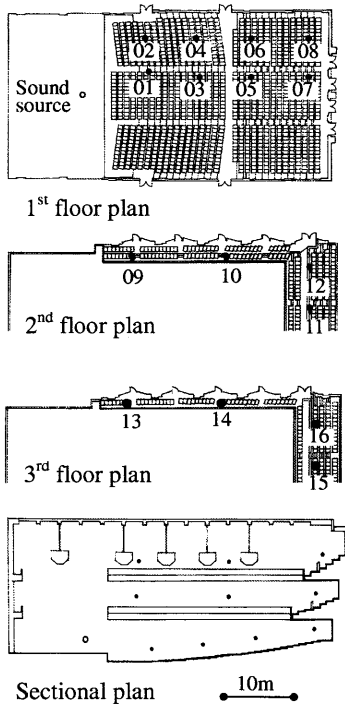 02 04 06 08
Sound
source
01 03 05 07
1st floor plan
09 10 12
11
2nd floor plan
13 14 16
15
3rd floor plan
Sectional plan 10m